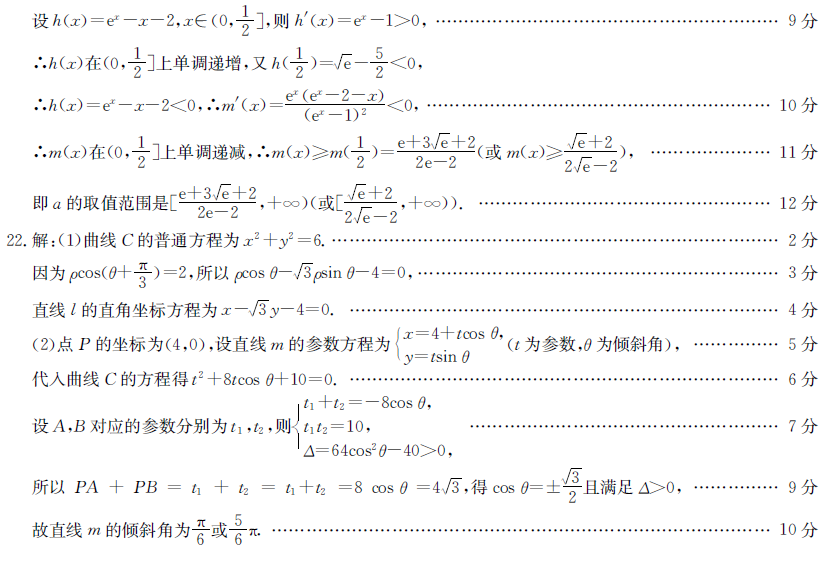 设h(x)=eˣ-x-2,x∈(0,1/2],则h′(x)=eˣ-1>0, …… 9分
∴h(x)在(0,1/2]上单调递增,又h(1/2)=√e-5/2<0,
∴h(x)=eˣ-x-2<0,∴m′(x)=eˣ(eˣ-2-x)/(eˣ-1)²<0, …… 10分
∴m(x)在(0,1/2]上单调递减,∴m(x)≥m(1/2)=(e+3√e+2)/(2e-2)(或m(x)≥(√e+2)/(2√e-2)), …… 11分
即a的取值范围是[(e+3√e+2)/(2e-2),+∞)(或[(√e+2)/(2√e-2),+∞)). …… 12分
22.解:(1)曲线C的普通方程为x²+y²=6. …… 2分
因为ρcos(θ+π/3)=2,所以ρcos θ-√3ρsin θ-4=0, …… 3分
直线l的直角坐标方程为x-√3y-4=0. …… 4分
(2)点P的坐标为(4,0),设直线m的参数方程为{x=4+tcos θ, y=tsin θ (t为参数,θ为倾斜角), …… 5分
代入曲线C的方程得t²+8tcos θ+10=0. …… 6分
设A,B对应的参数分别为t₁,t₂,则{t₁+t₂=-8cos θ, t₁t₂=10, Δ=64cos²θ-40>0, …… 7分
所以 PA + PB = t₁ + t₂ = t₁+t₂ =8 cos θ =4√3,得cos θ=±√3/2且满足Δ>0, …… 9分
故直线m的倾斜角为π/6或5/6π. …… 10分